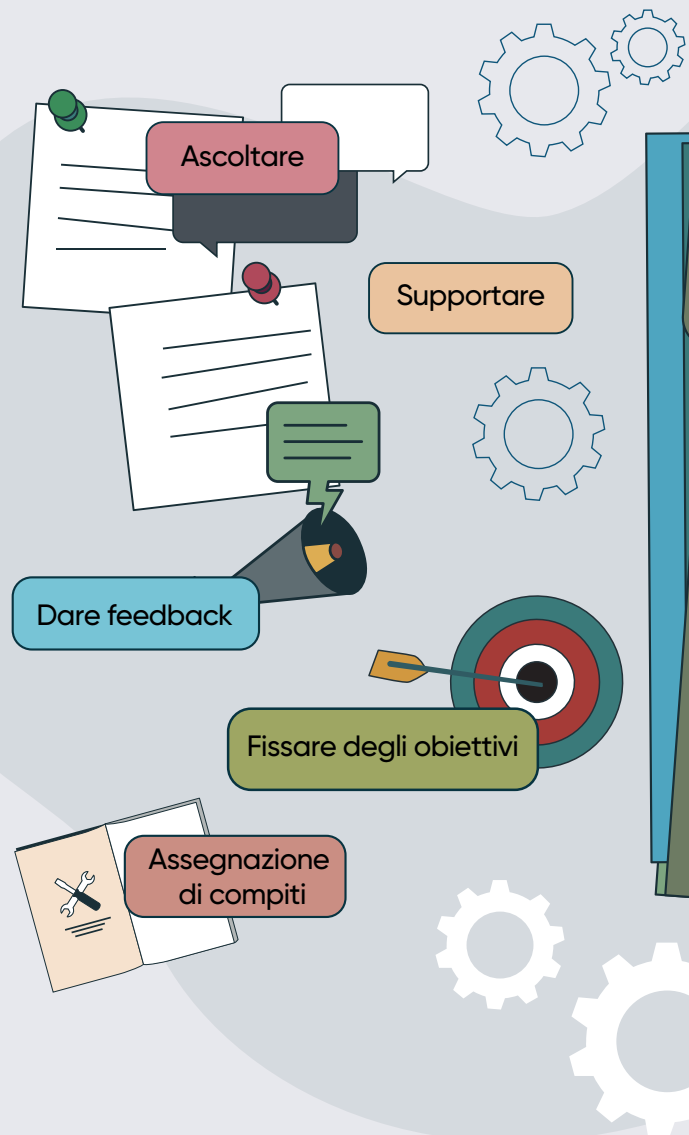 Ascoltare
Supportare
Dare feedback
Fissare degli obiettivi
Assegnazione
di compiti